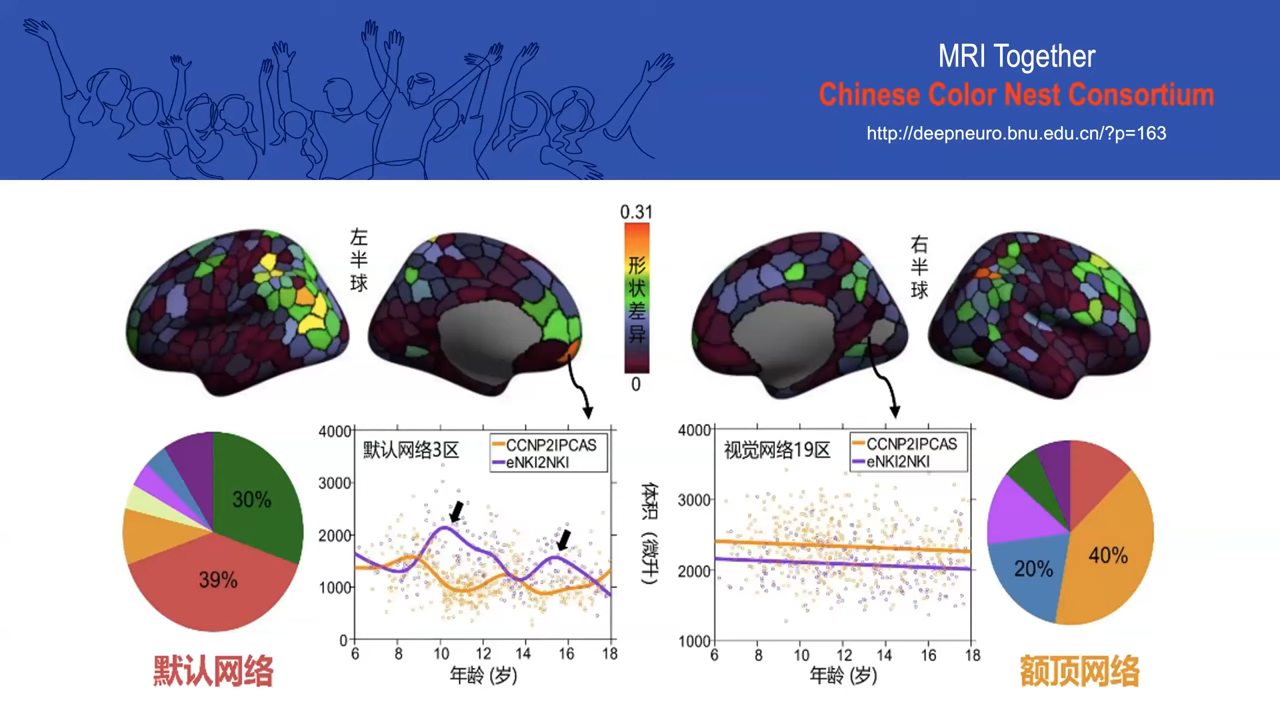 MRI Together
Chinese Color Nest Consortium
http://deepneuro.bnu.edu.cn/?p=163
左半球
0.31
形状差异
0
右半球
30%
39%
默认网络
4000
3000
2000
1000
0
默认网络3区
CCNP2IPCAS
eNKI2NKI
6 8 10 12 14 16 18
年龄 (岁)
体积 (微升)
4000
3000
2000
1000
视觉网络19区
CCNP2IPCAS
eNKI2NKI
6 8 10 12 14 16 18
年龄 (岁)
40%
20%
额顶网络